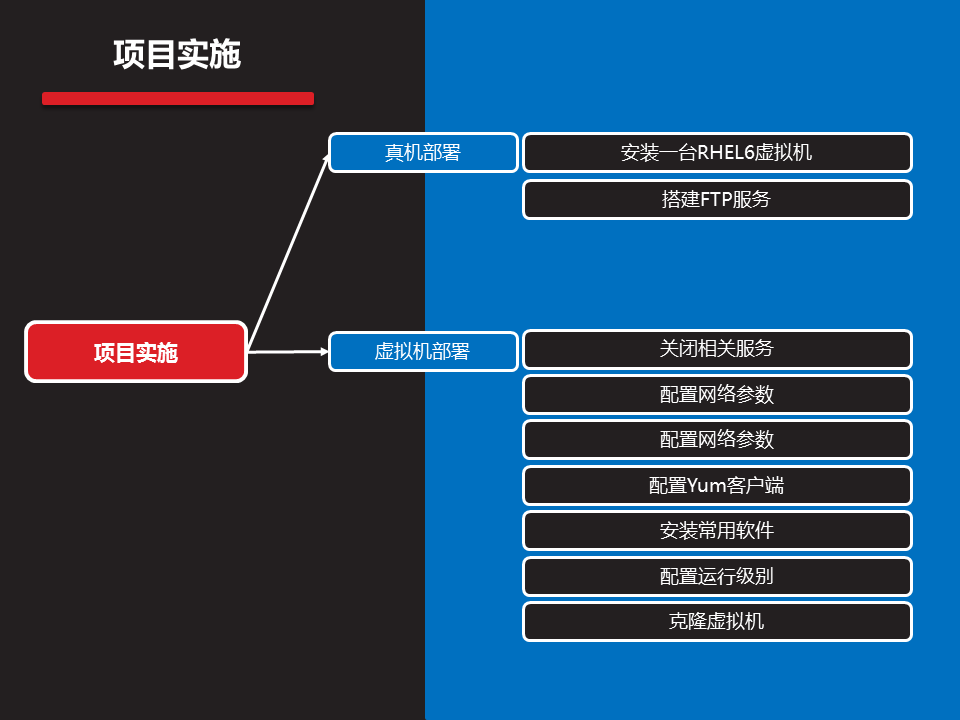 项目实施
真机部署
安装一台RHEL6虚拟机
搭建FTP服务
项目实施
虚拟机部署
关闭相关服务
配置网络参数
配置网络参数
配置Yum客户端
安装常用软件
配置运行级别
克隆虚拟机